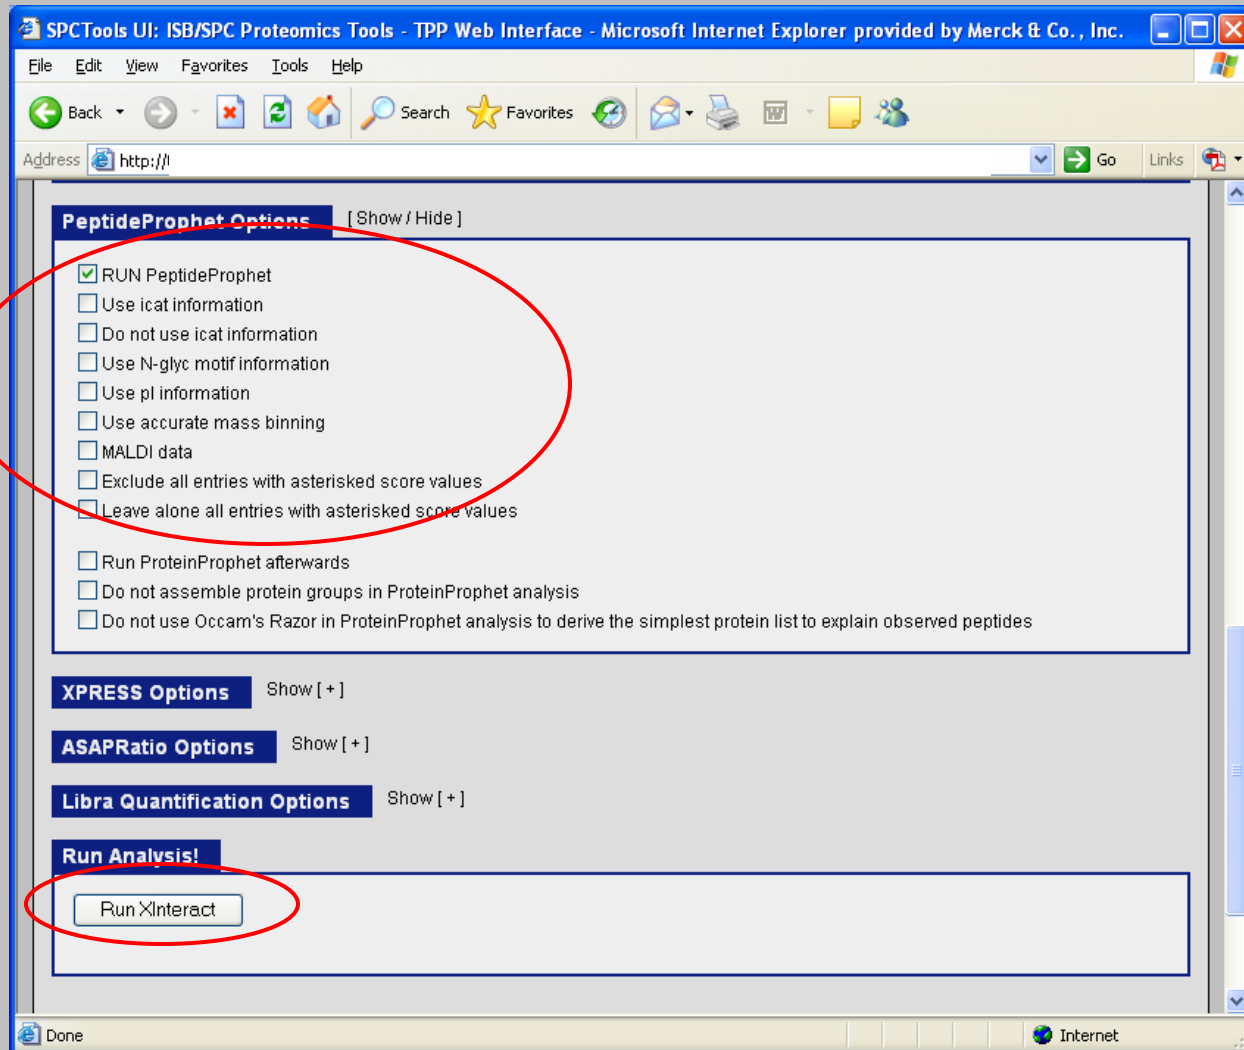 SPCTools UI: ISB/SPC Proteomics Tools - TPP Web Interface - Microsoft Internet Explorer provided by Merck & Co., Inc.
File Edit View Favorites Tools Help
Back Search Favorites
Address http:// Go Links
PeptideProphet Options [ Show / Hide ]
RUN PeptideProphet
Use icat information
Do not use icat information
Use N-glyc motif information
Use pI information
Use accurate mass binning
MALDI data
Exclude all entries with asterisked score values
Leave alone all entries with asterisked score values
Run ProteinProphet afterwards
Do not assemble protein groups in ProteinProphet analysis
Do not use Occam's Razor in ProteinProphet analysis to derive the simplest protein list to explain observed peptides
XPRESS Options Show [ + ]
ASAPRatio Options Show [ + ]
Libra Quantification Options Show [ + ]
Run Analysis!
Run XInteract
Done Internet